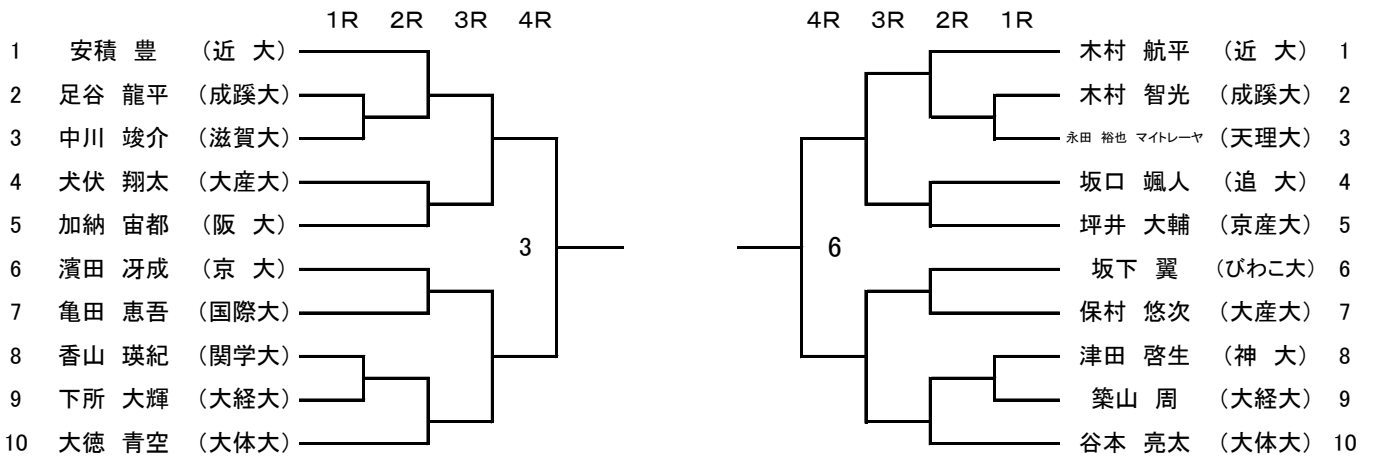 1R 2R 3R 4R
1 安積 豊 （近 大）
2 足谷 龍平 （成蹊大）
3 中川 竣介 （滋賀大）
4 犬伏 翔太 （大産大）
5 加納 宙都 （阪 大）
3
6 濱田 冴成 （京 大）
7 亀田 恵吾 （国際大）
8 香山 瑛紀 （関学大）
9 下所 大輝 （大経大）
10 大徳 青空 （大体大）
4R 3R 2R 1R
木村 航平 （近 大） 1
木村 智光 （成蹊大） 2
永田 裕也 マイトレーヤ （天理大） 3
坂口 颯人 （追 大） 4
坪井 大輔 （京産大） 5
6
坂下 翼 （びわこ大） 6
保村 悠次 （大産大） 7
津田 啓生 （神 大） 8
築山 周 （大経大） 9
谷本 亮太 （大体大） 10